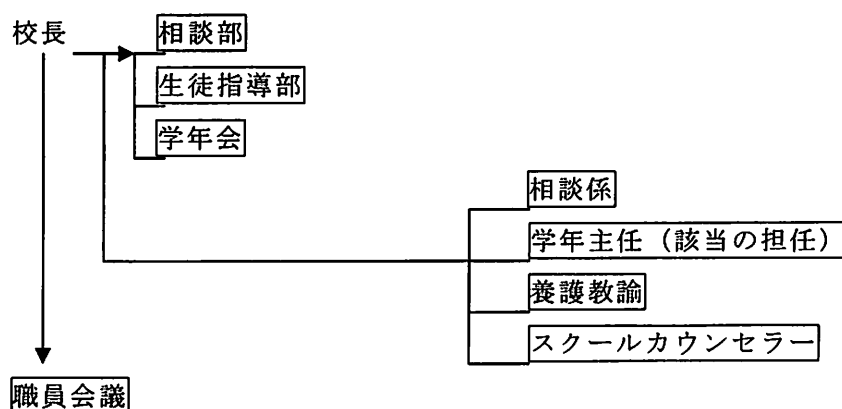 校長
相談部
生徒指導部
学年会
相談係
学年主任（該当の担任）
養護教諭
スクールカウンセラー
職員会議